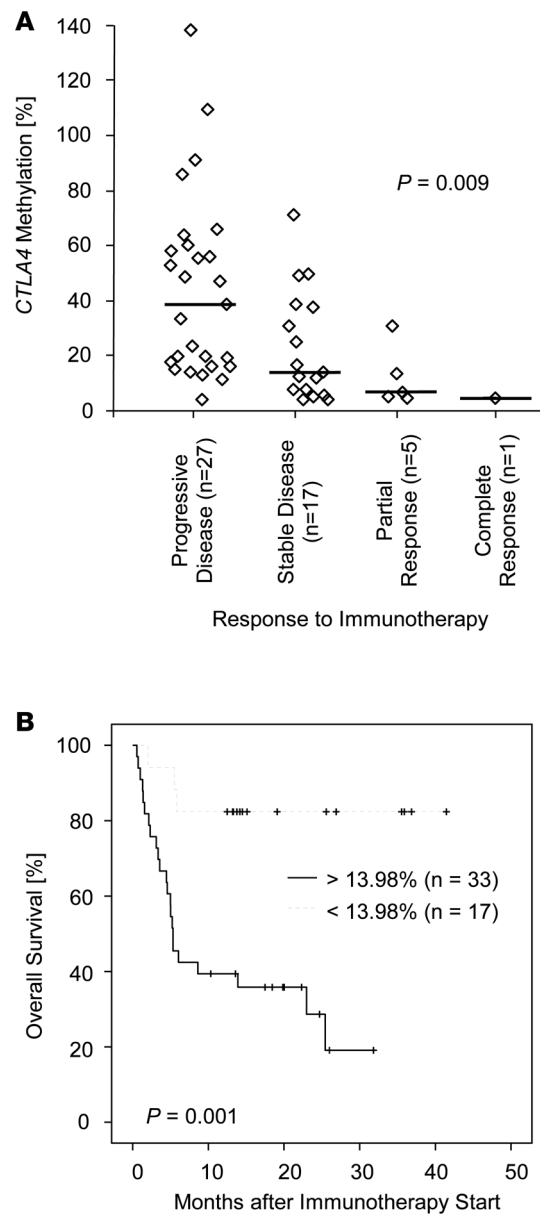 A
CTLA4 Methylation [%]
140
120
100
80
60
40
20
0
P = 0.009
Progressive
Disease (n=27)
Stable Disease
(n=17)
Partial
Response (n=5)
Complete
Response (n=1)
Response to Immunotherapy
B
Overall Survival [%]
100
80
60
40
20
0
> 13.98% (n = 33)
< 13.98% (n = 17)
P = 0.001
0 10 20 30 40 50
Months after Immunotherapy Start